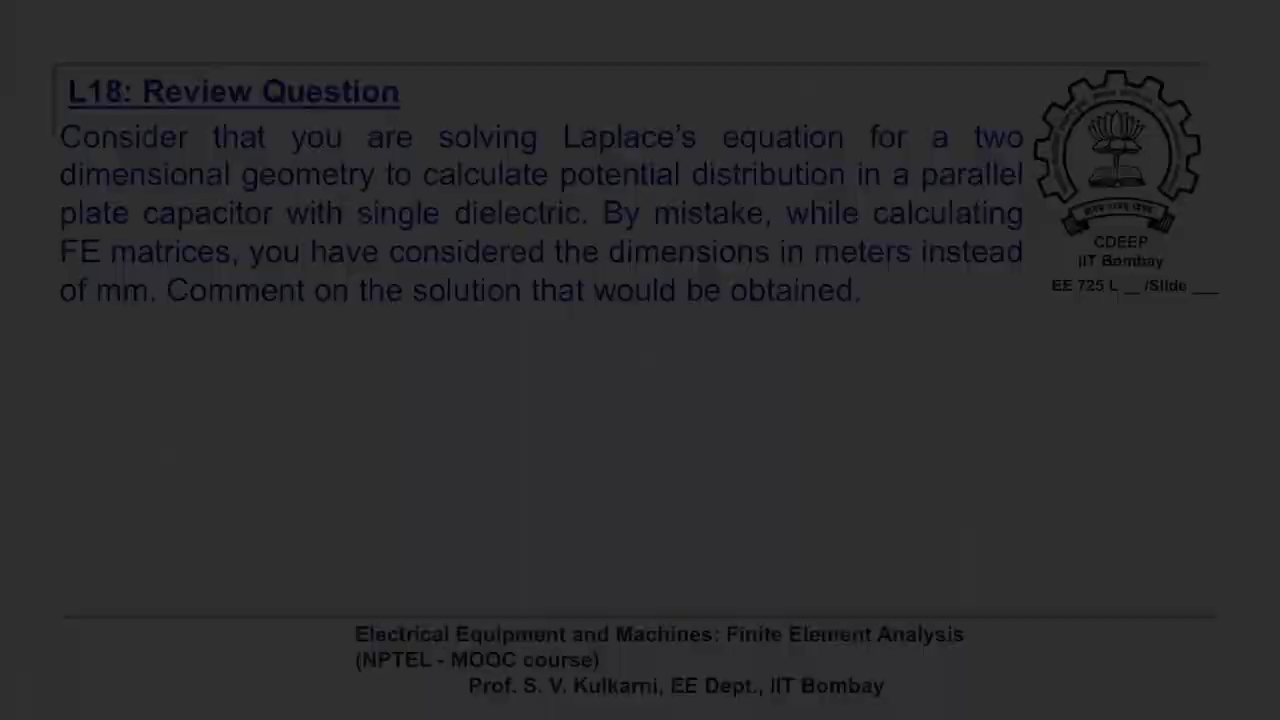 L18: Review Question
Consider that you are solving Laplace's equation for a two
dimensional geometry to calculate potential distribution in a parallel
plate capacitor with single dielectric. By mistake, while calculating
FE matrices, you have considered the dimensions in meters instead
of mm. Comment on the solution that would be obtained.
CDEEP
IIT Bombay
EE 725 L __ /Slide ___
Electrical Equipment and Machines: Finite Element Analysis
(NPTEL - MOOC course)
Prof. S. V. Kulkarni, EE Dept., IIT Bombay